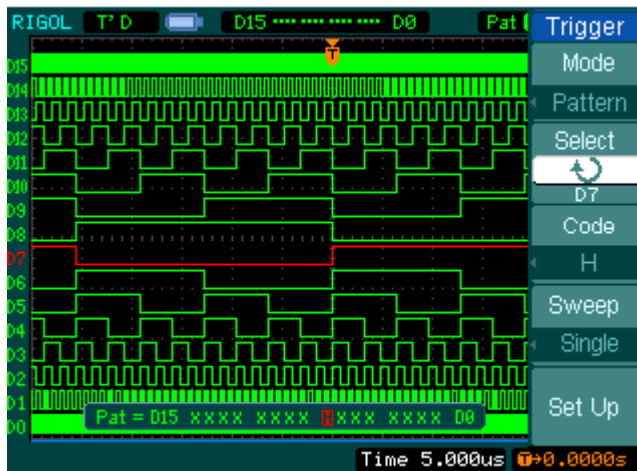 RIGOL T'D D15 ···· ···· ···· ···· D0 Pat
Trigger
Mode
Pattern
Select
D7
Code
H
Sweep
Single
Set Up
T
D15
D14
D13
D12
D11
D10
D9
D8
D7
D6
D5
D4
D3
D2
D1
D0
Pat = D15 XXXX XXXX HXXX XXXX D0
Time 5.000us T→0.0000s